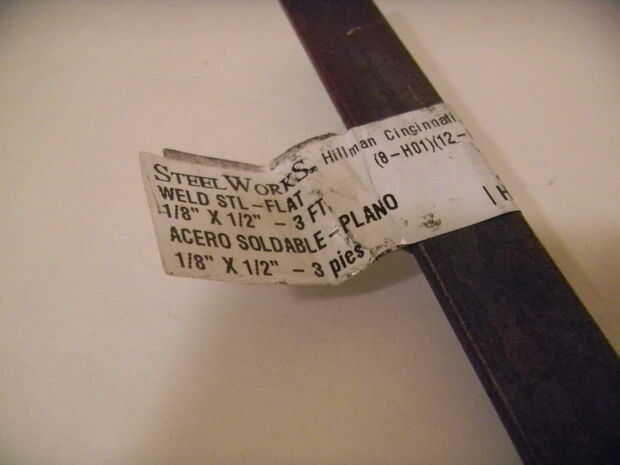 STEELWORKS
WELD STL-FLAT
1/8" X 1/2" - 3 FT.
ACERO SOLDABLE-PLANO
1/8" X 1/2" - 3 pies
Hillman Cincinnati,
(8-H01)(12-